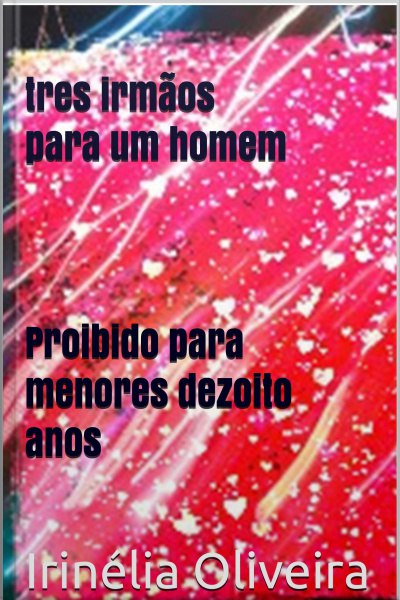 tres irmãos
para um homem
Proibido para
menores dezoito
anos
Irinélia Oliveira